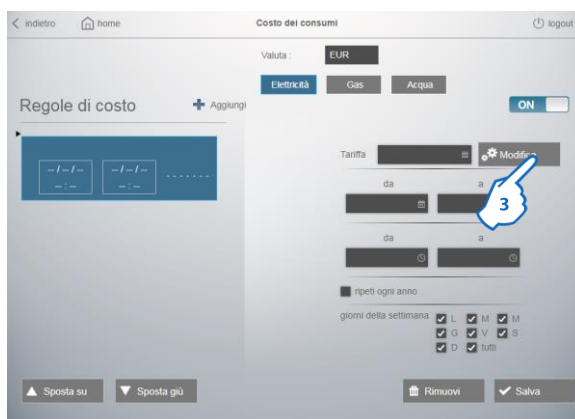 indietro home Costo dei consumi logout
Valuta : EUR
Elettricità Gas Acqua
Regole di costo Aggiungi
ON
Tariffa Modifica
--/--/-- --/--/-- -------
--:-- --:--
da a
3
da a
ripeti ogni anno
giorni della settimana L M M
G V S
D tutti
Sposta su Sposta giù Rimuovi Salva